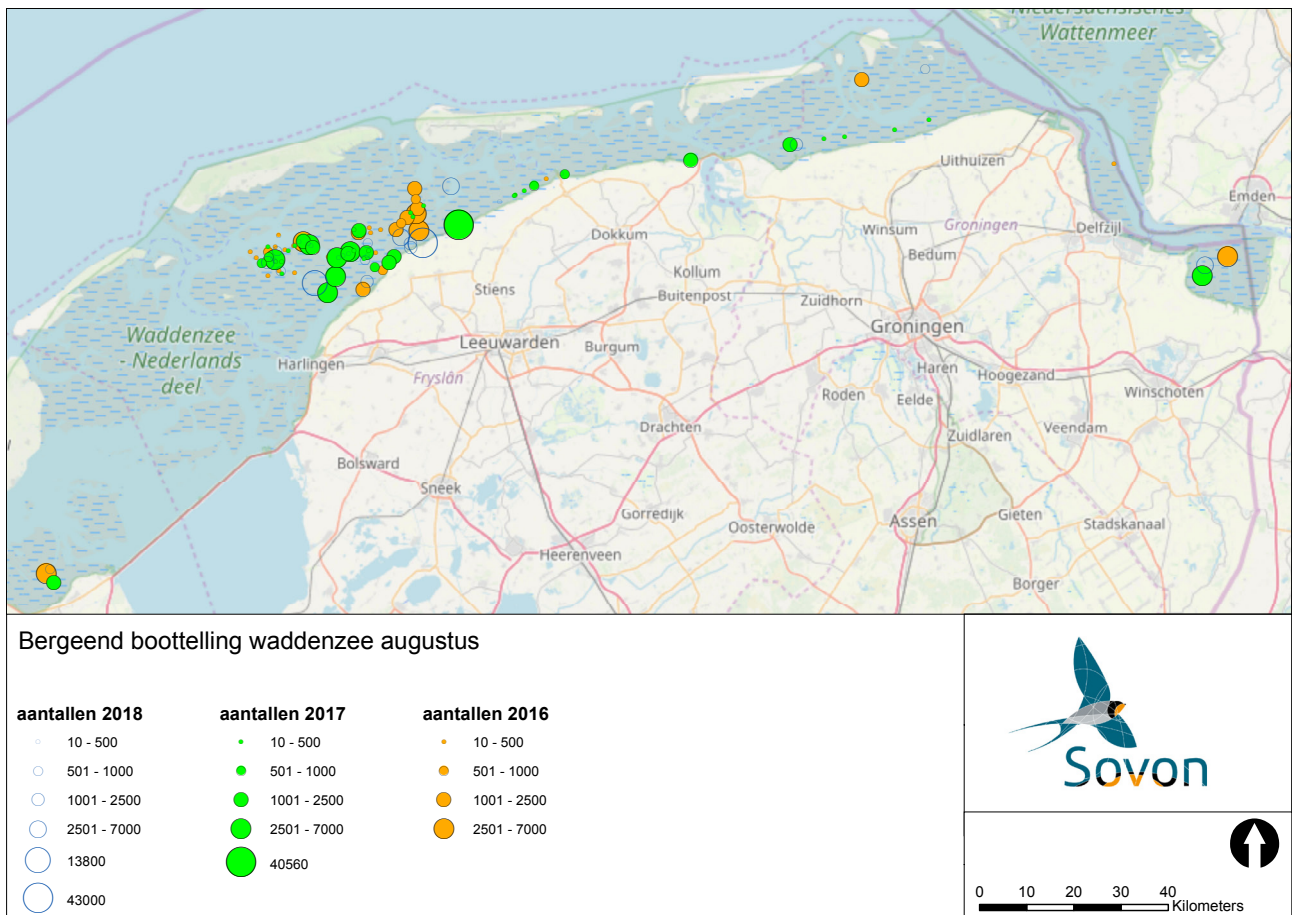 Niedersächsisches
Wattenmeer
Uithuizen
Emden
Groningen
Delfzijl
Winsum
Dokkum
Bedum
Kollum
Stiens
Buitenpost
Zuidhorn
Waddenzee
- Nederlands
deel
Groningen
Leeuwarden
Burgum
Harlingen
Haren
Hoogezand
Fryslân
Roden
Eelde
Winschoten
Drachten
Veendam
Zuidlaren
Bolsward
Sneek
Gorredijk
Oosterwolde
Assen
Gieten
Stadskanaal
Heerenveen
Borger
Bergeend boottelling waddenzee augustus
aantallen 2018
10 - 500
501 - 1000
1001 - 2500
2501 - 7000
13800
43000
aantallen 2017
10 - 500
501 - 1000
1001 - 2500
2501 - 7000
40560
aantallen 2016
10 - 500
501 - 1000
1001 - 2500
2501 - 7000
Sovon
0 10 20 30 40
Kilometers